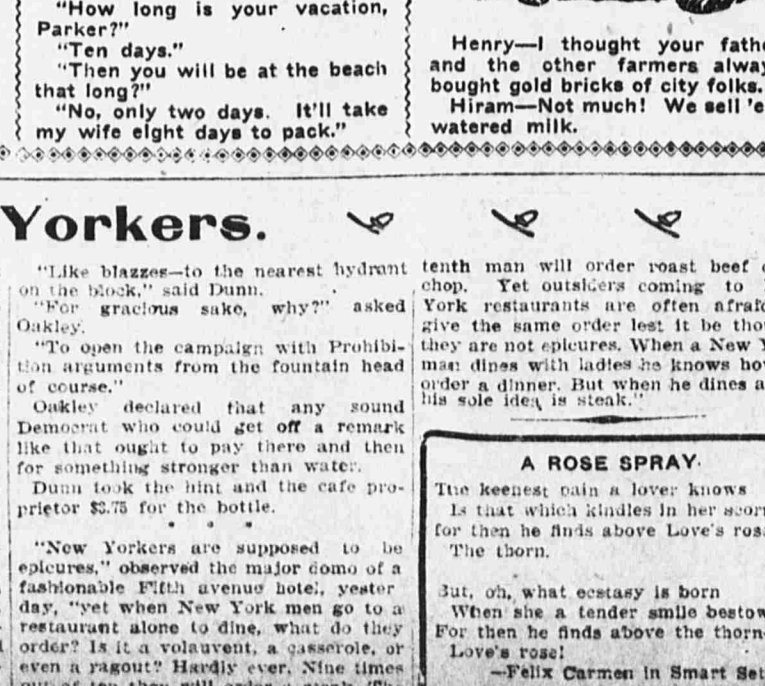 "How long is your vacation,
Parker?"
"Ten days."
"Then you will be at the beach
that long?"
"No, only two days. It'll take
my wife eight days to pack."
Henry—I thought your
and the other farmers
bought gold bricks of city folks.
Hiram—Not much! We sell
watered milk.
Yorkers.
"Like blazzes—to the nearest hydrant
on the block," said Dunn.
"For gracious sake, why?" asked
Oakley.
"To open the campaign with Prohibi-
tion arguments from the fountain head
of course."
Oakley declared that any sound
Democrat who could get off a remark
like that ought to pay there and then
for something stronger than water.
Dunn took the hint and the cafe pro-
prietor $3.75 for the bottle.
* * *
"New Yorkers are supposed to be
epicures," observed the major domo of a
fashionable Fifth avenue hotel, yester
day, "yet when New York men go to a
restaurant alone to dine, what do they
order? Is it a volauvent, a casserole, or
even a ragout? Hardly ever. Nine times
out of ten they will order a
tenth man will order roast beef
chop. Yet outsiders coming to
York restaurants are often
give the same order lest it be
they are not epicures. When a New
man dines with ladies he knows
order a dinner. But when he dines
his sole idea is steak."
A ROSE SPRAY.
The keenest pain a lover knows
Is that which kindles in her
for then he finds above Love's
The thorn.
But, oh, what ecstasy is born
When she a tender smile
For then he finds above the thorn
Love's rose!
—Felix Carmen in Smart Set